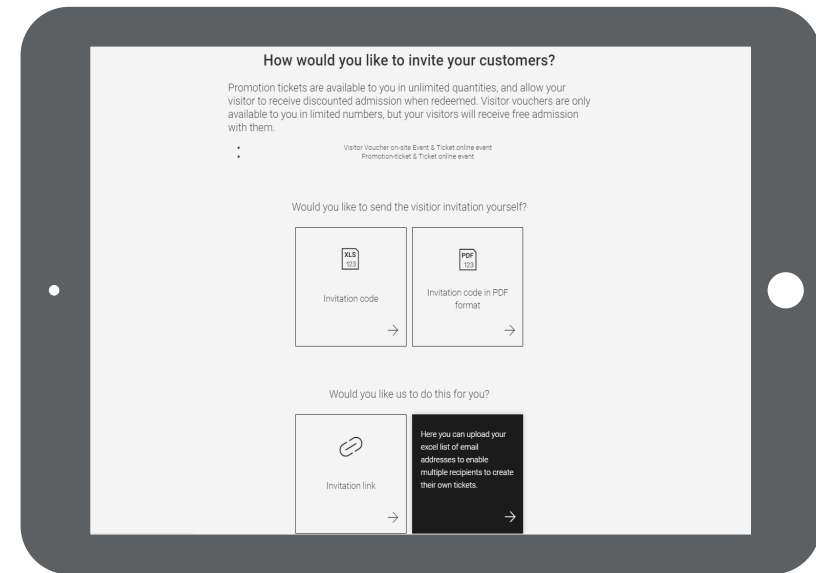 How would you like to invite your customers?
Promotion tickets are available to you in unlimited quantities, and allow your
visitor to receive discounted admission when redeemed. Visitor vouchers are only
available to you in limited numbers, but your visitors will receive free admission
with them.
• Visitor Voucher on-site Event & Ticket online event
• Promotion-ticket & Ticket online event
Would you like to send the visitior invitation yourself?
XLS
123
Invitation code
PDF
123
Invitation code in PDF
format
Would you like us to do this for you?
Invitation link
Here you can upload your
excel list of email
addresses to enable
multiple recipients to create
their own tickets.